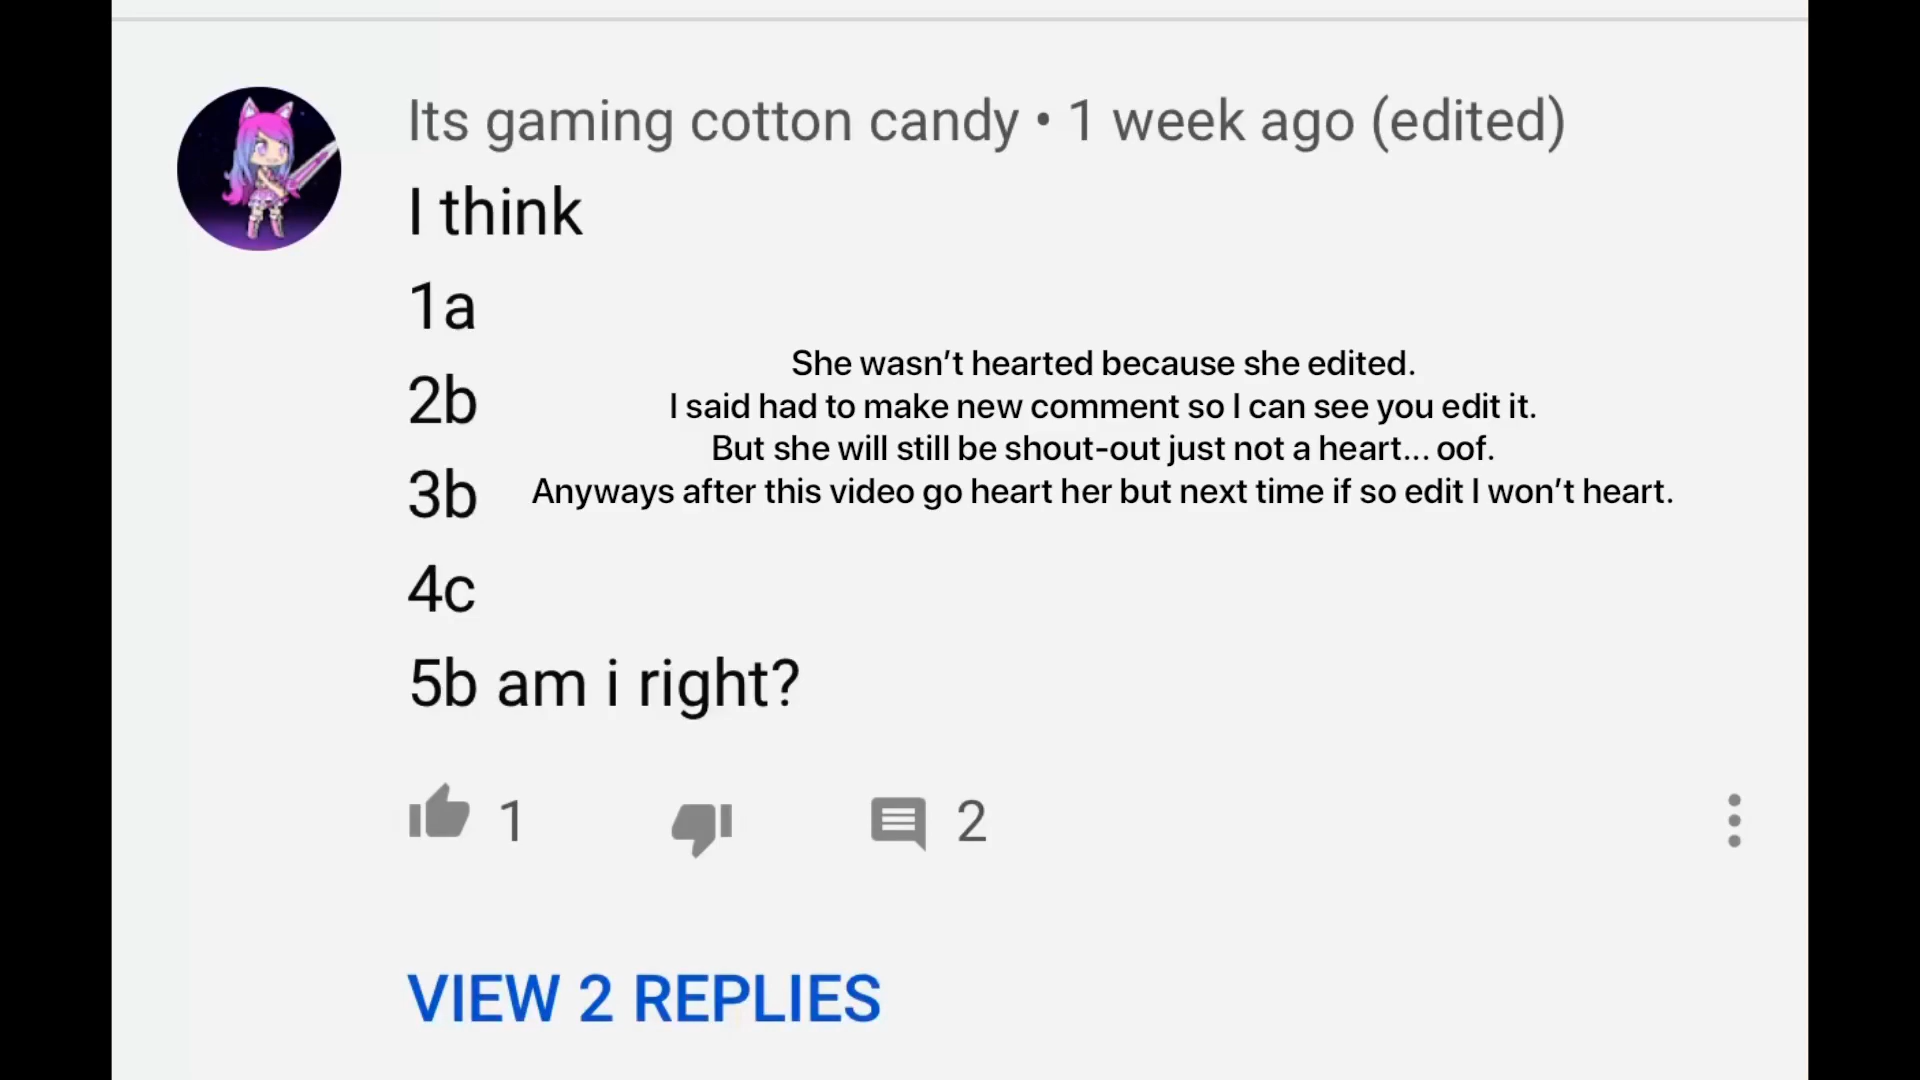 Its gaming cotton candy • 1 week ago (edited)
I think
1a
2b
3b
4c
5b am i right?
She wasn’t hearted because she edited.
I said had to make new comment so I can see you edit it.
But she will still be shout-out just not a heart... oof.
Anyways after this video go heart her but next time if so edit I won’t heart.
1
2
VIEW 2 REPLIES